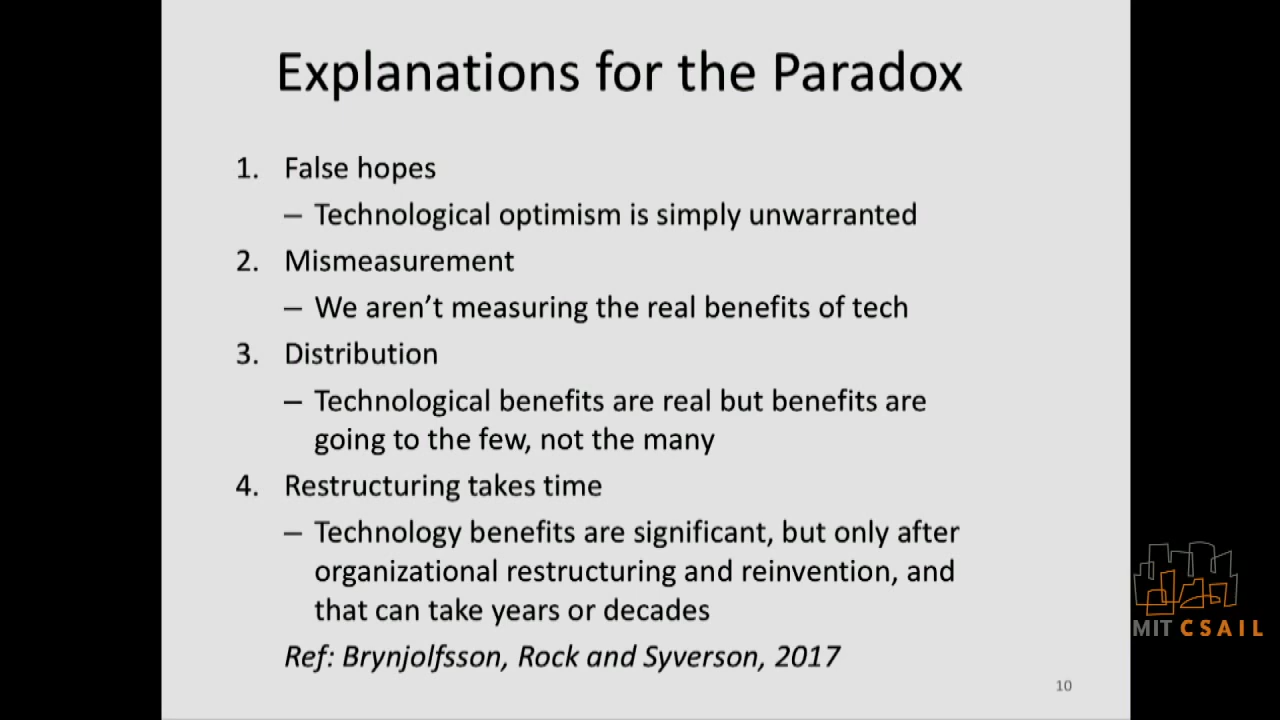 Explanations for the Paradox
1. False hopes
– Technological optimism is simply unwarranted
2. Mismeasurement
– We aren't measuring the real benefits of tech
3. Distribution
– Technological benefits are real but benefits are
going to the few, not the many
4. Restructuring takes time
– Technology benefits are significant, but only after
organizational restructuring and reinvention, and
that can take years or decades
Ref: Brynjolfsson, Rock and Syverson, 2017
10
MIT CSAIL